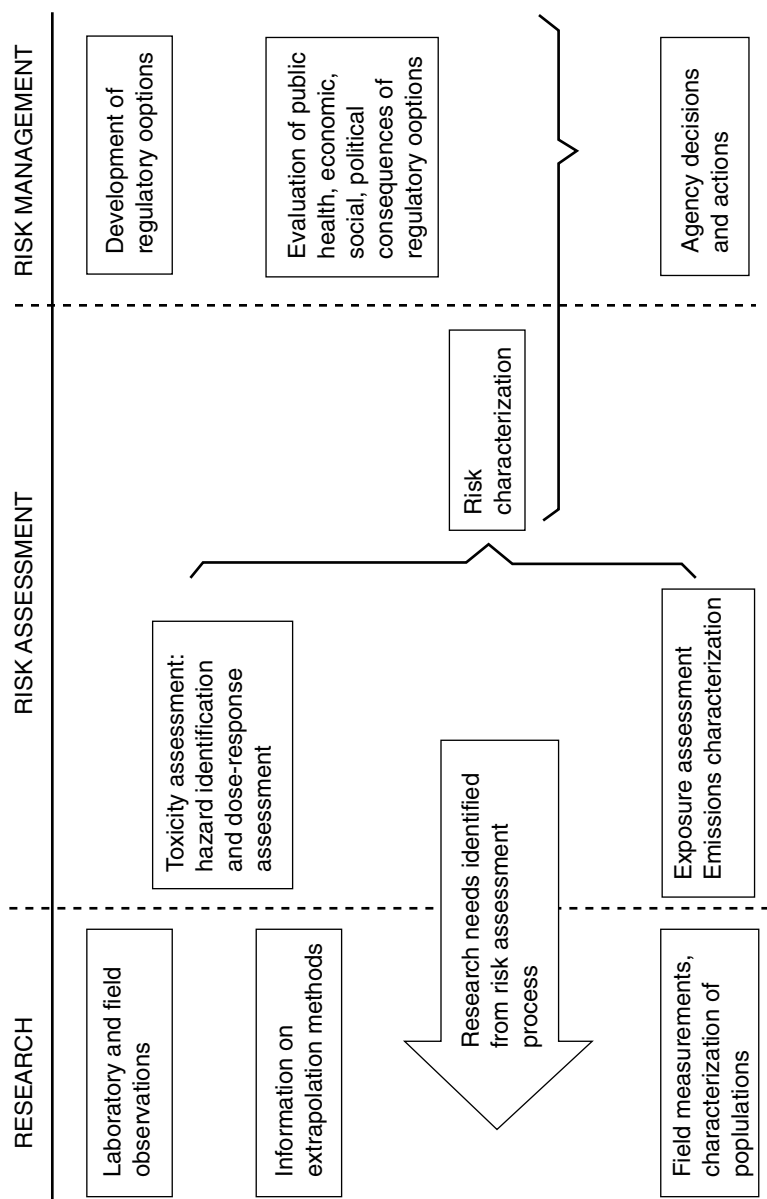 RESEARCH
RISK ASSESSMENT
RISK MANAGEMENT
Laboratory and field
observations
Information on
extrapolation methods
Research needs identified
from risk assessment
process
Field measurements,
characterization of
poplulations
Toxicity assessment:
hazard identification
and dose-response
assessment
Exposure assessment
Emissions characterization
Risk
characterization
Development of
regulatory ooptions
Evaluation of public
health, economic,
social, political
consequences of
regulatory ooptions
Agency decisions
and actions